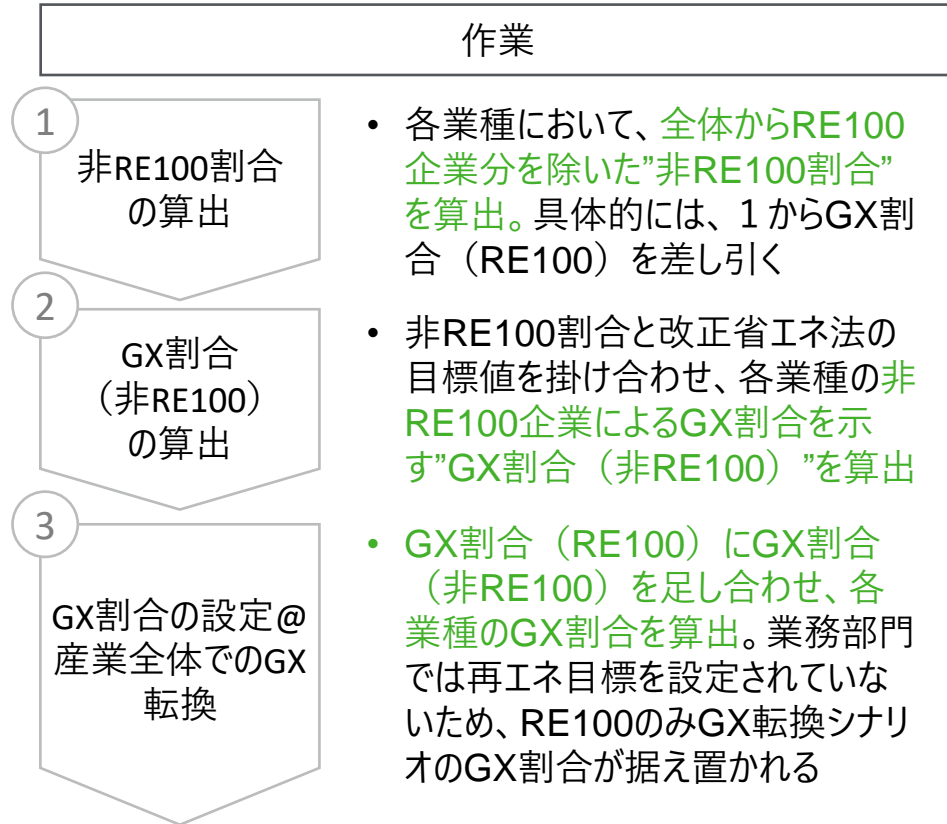 作業
1
非RE100割合
の算出
• 各業種において、全体からRE100
企業分を除いた”非RE100割合”
を算出。具体的には、１からGX割
合（RE100）を差し引く
2
GX割合
（非RE100）
の算出
• 非RE100割合と改正省エネ法の
目標値を掛け合わせ、各業種の非
RE100企業によるGX割合を示
す”GX割合（非RE100）”を算出
3
GX割合の設定@
産業全体でのGX
転換
• GX割合（RE100）にGX割合
（非RE100）を足し合わせ、各
業種のGX割合を算出。業務部門
では再エネ目標を設定されていな
いため、RE100のみGX転換シナリ
オのGX割合が据え置かれる